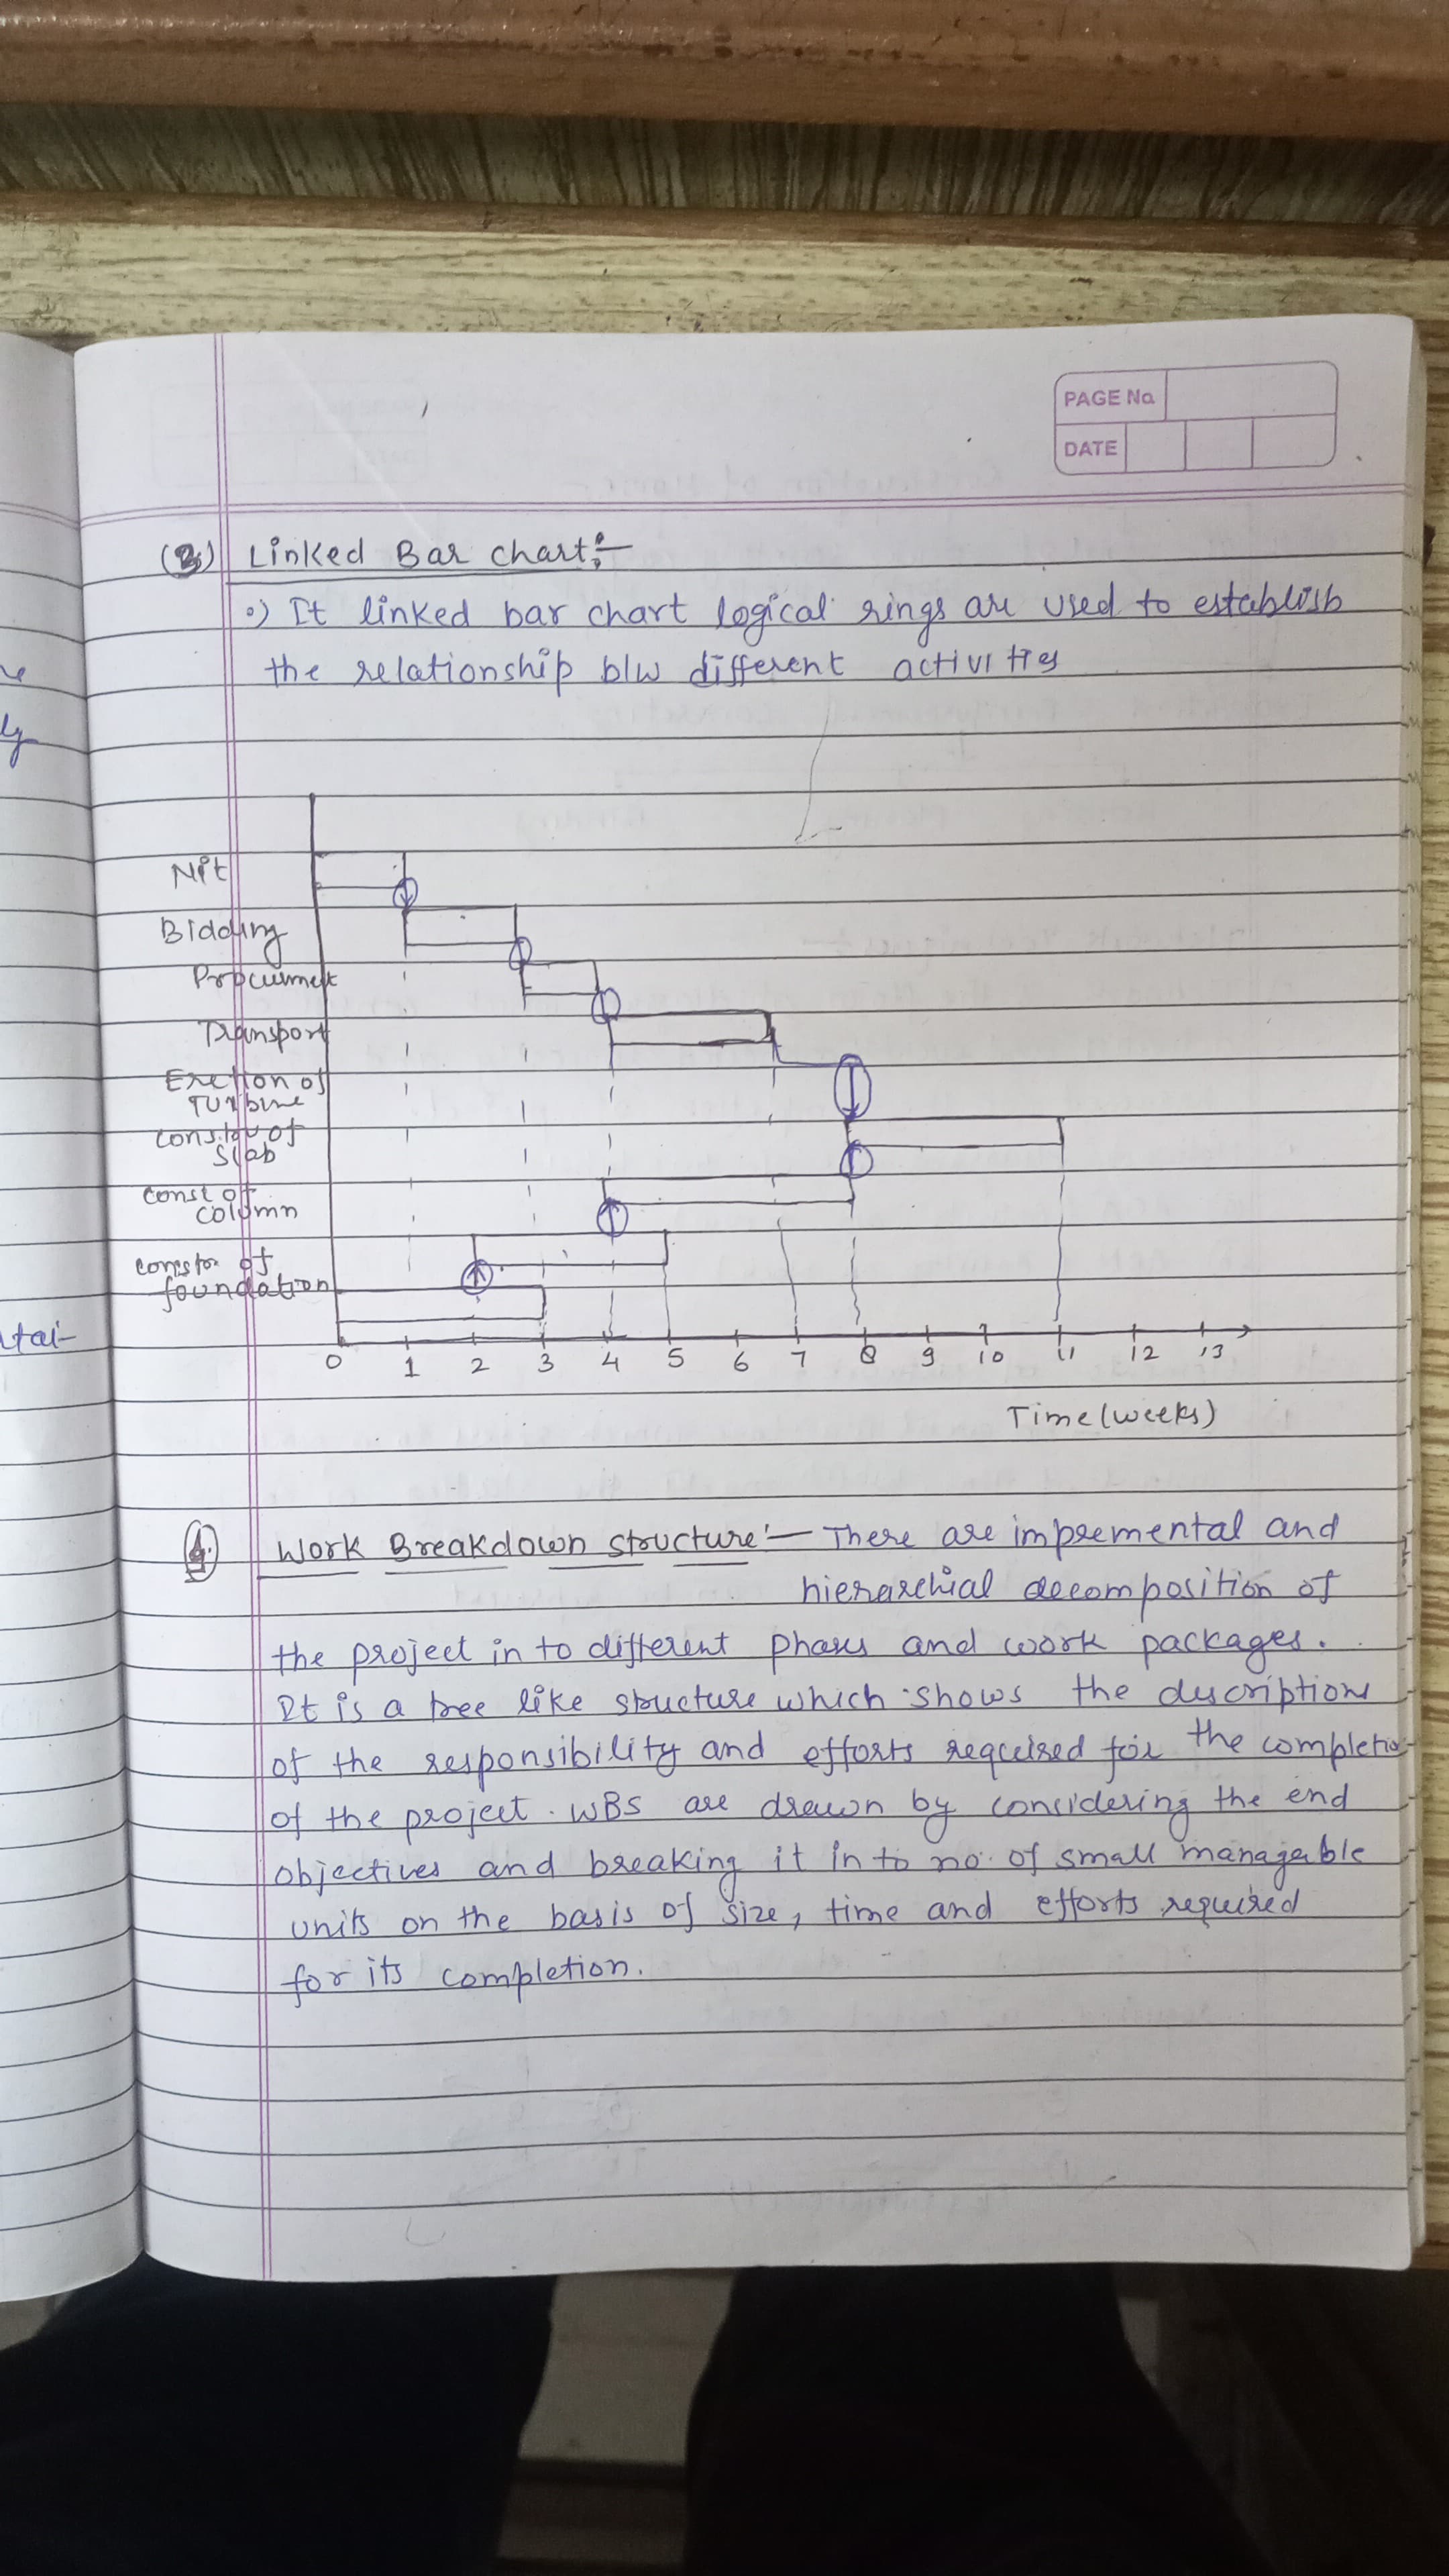 PAGE No.
DATE
(3) Linked Bar chart:-
•) It linked bar chart logical rings are used to establish
the relationship b/w different activities
Nit
Bidding
Procurment
Transport
Erection of
Turbine
of
Slab
const of
column
of
foundation
0 1 2 3 4 5 6 7 8 9 10 11 12 13
Time (weeks)
4. Work Breakdown structure:- There are impremental and
hierarchial decomposition of
the project in to different phases and work packages.
It is a tree like structure which shows the descriptions
of the responsibility and efforts required for the completio
of the project. WBS are drawn by considering the end
objectives and breaking it in to no. of small managable
units on the basis of size, time and efforts required
for its completion.
ly